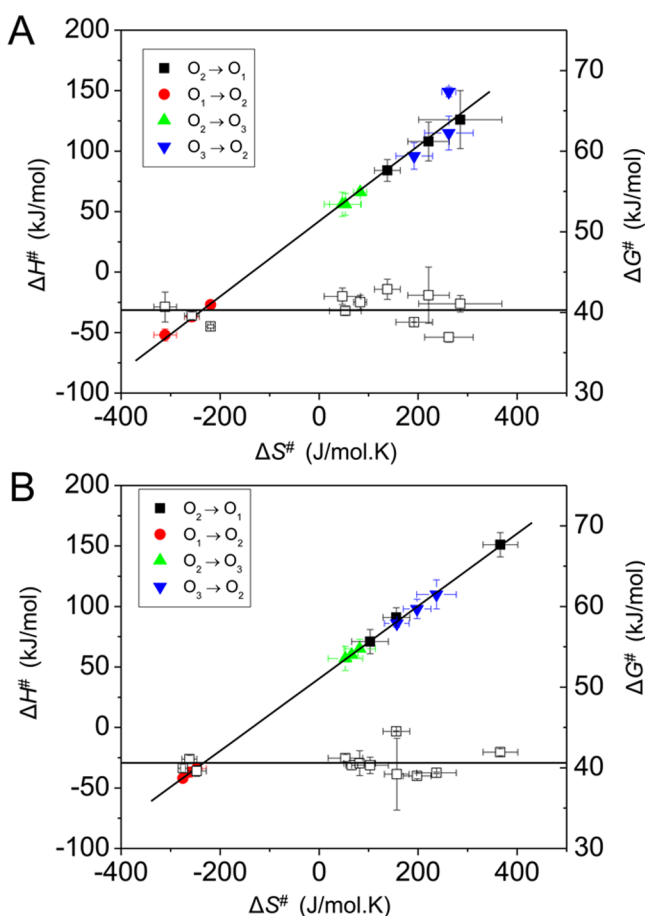 A
200
150
100
50
0
-50
-100
ΔH# (kJ/mol)
O2→O1
O1→O2
O2→O3
O3→O2
70
60
50
40
30
ΔG# (kJ/mol)
-400 -200 0 200 400
ΔS# (J/mol.K)
B
200
150
100
50
0
-50
-100
ΔH# (kJ/mol)
O2→O1
O1→O2
O2→O3
O3→O2
70
60
50
40
30
ΔG# (kJ/mol)
-400 -200 0 200 400
ΔS# (J/mol.K)